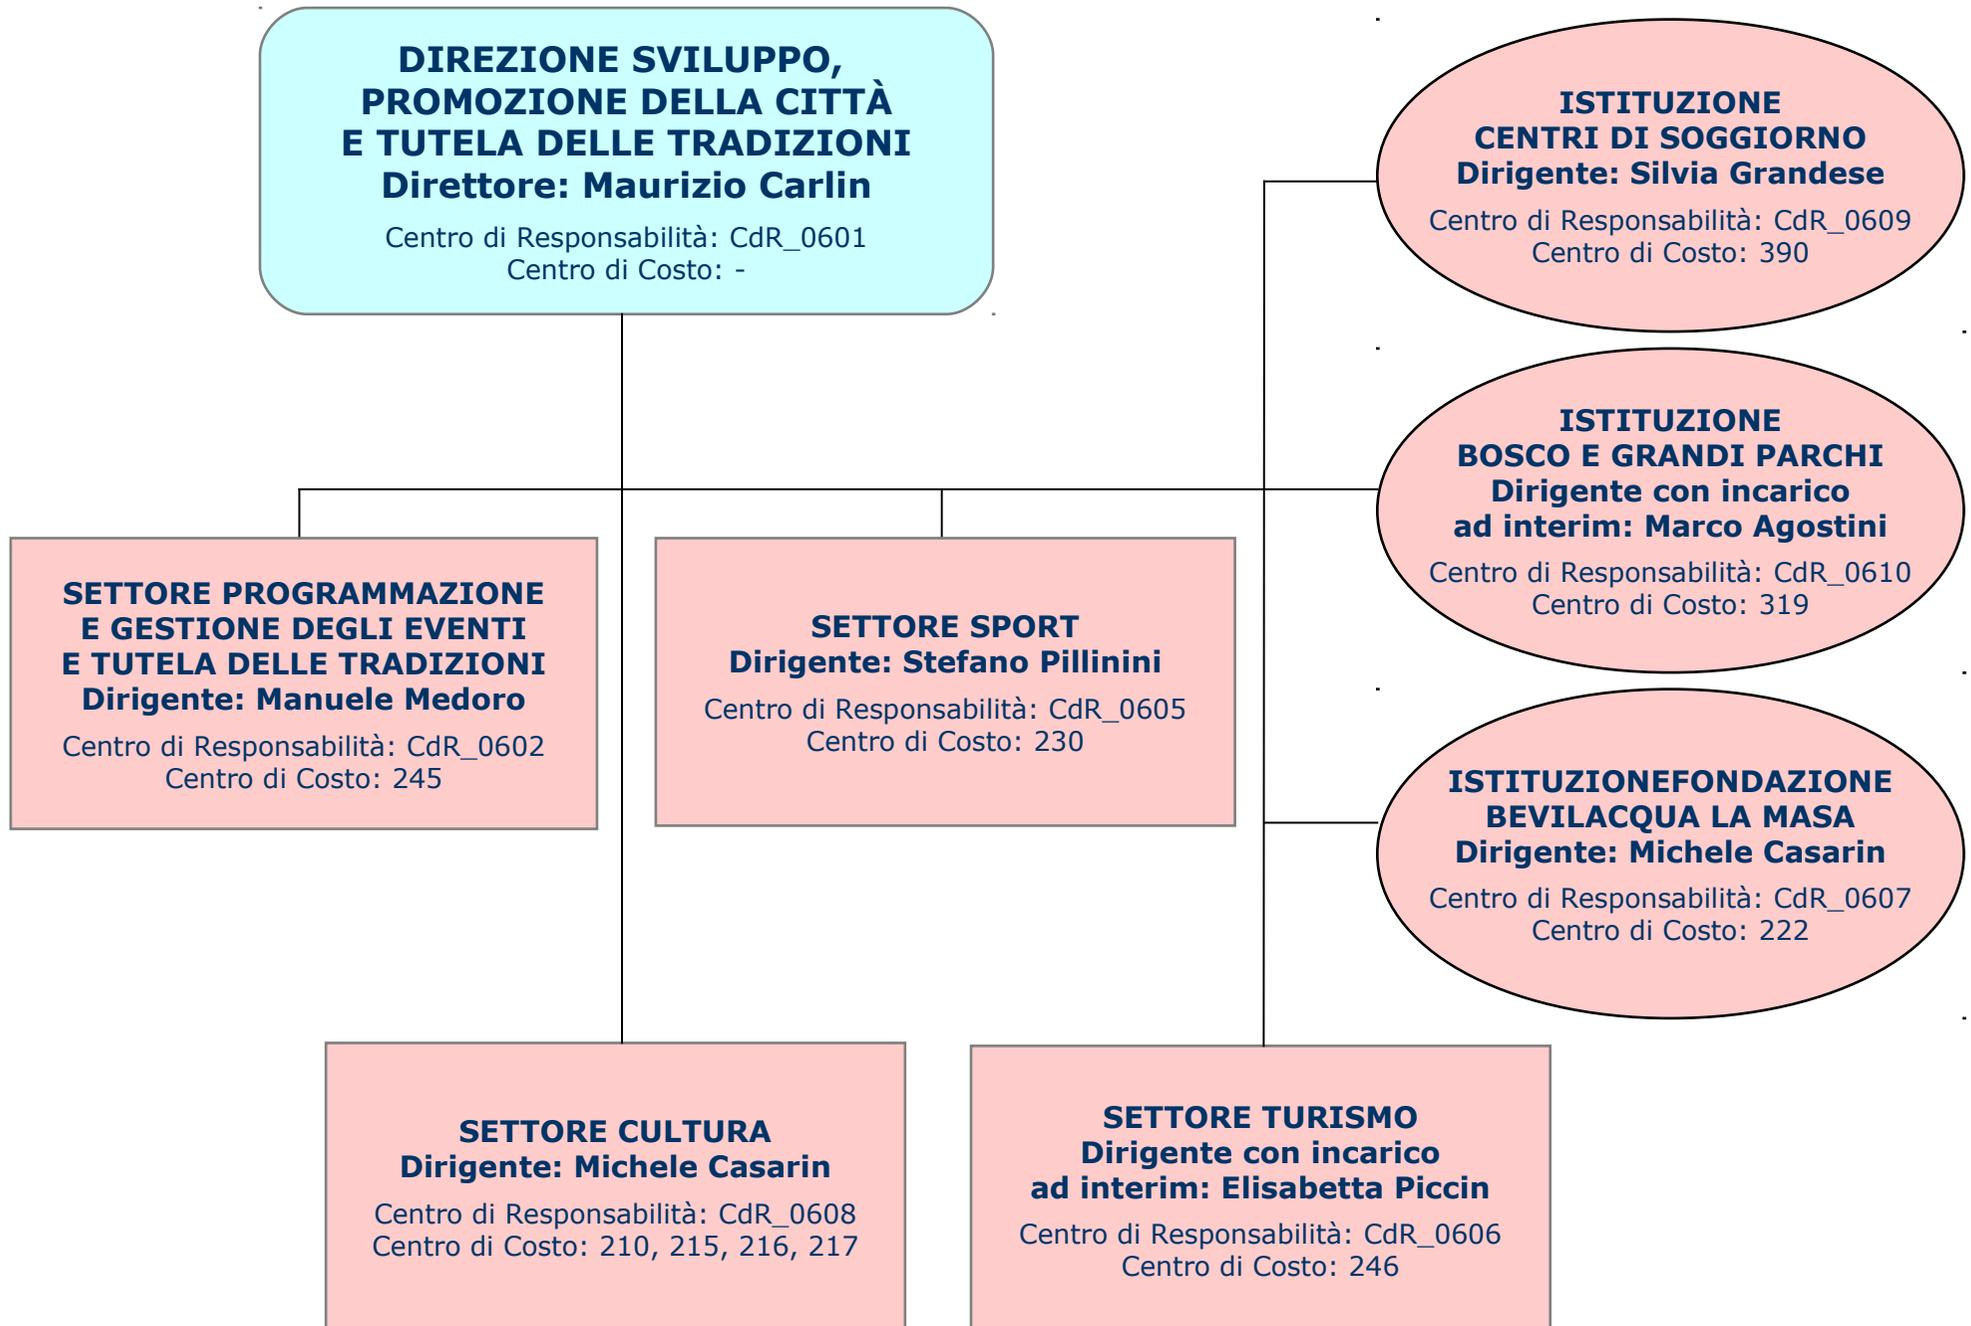 DIREZIONE SVILUPPO,
PROMOZIONE DELLA CITTÀ
E TUTELA DELLE TRADIZIONI
Direttore: Maurizio Carlin
Centro di Responsabilità: CdR_0601
Centro di Costo: -
ISTITUZIONE
CENTRI DI SOGGIORNO
Dirigente: Silvia Grandese
Centro di Responsabilità: CdR_0609
Centro di Costo: 390
ISTITUZIONE
BOSCO E GRANDI PARCHI
Dirigente con incarico
ad interim: Marco Agostini
Centro di Responsabilità: CdR_0610
Centro di Costo: 319
SETTORE PROGRAMMAZIONE
E GESTIONE DEGLI EVENTI
E TUTELA DELLE TRADIZIONI
Dirigente: Manuele Medoro
Centro di Responsabilità: CdR_0602
Centro di Costo: 245
SETTORE SPORT
Dirigente: Stefano Pillinini
Centro di Responsabilità: CdR_0605
Centro di Costo: 230
ISTITUZIONEFONDAZIONE
BEVILACQUA LA MASA
Dirigente: Michele Casarin
Centro di Responsabilità: CdR_0607
Centro di Costo: 222
SETTORE CULTURA
Dirigente: Michele Casarin
Centro di Responsabilità: CdR_0608
Centro di Costo: 210, 215, 216, 217
SETTORE TURISMO
Dirigente con incarico
ad interim: Elisabetta Piccin
Centro di Responsabilità: CdR_0606
Centro di Costo: 246